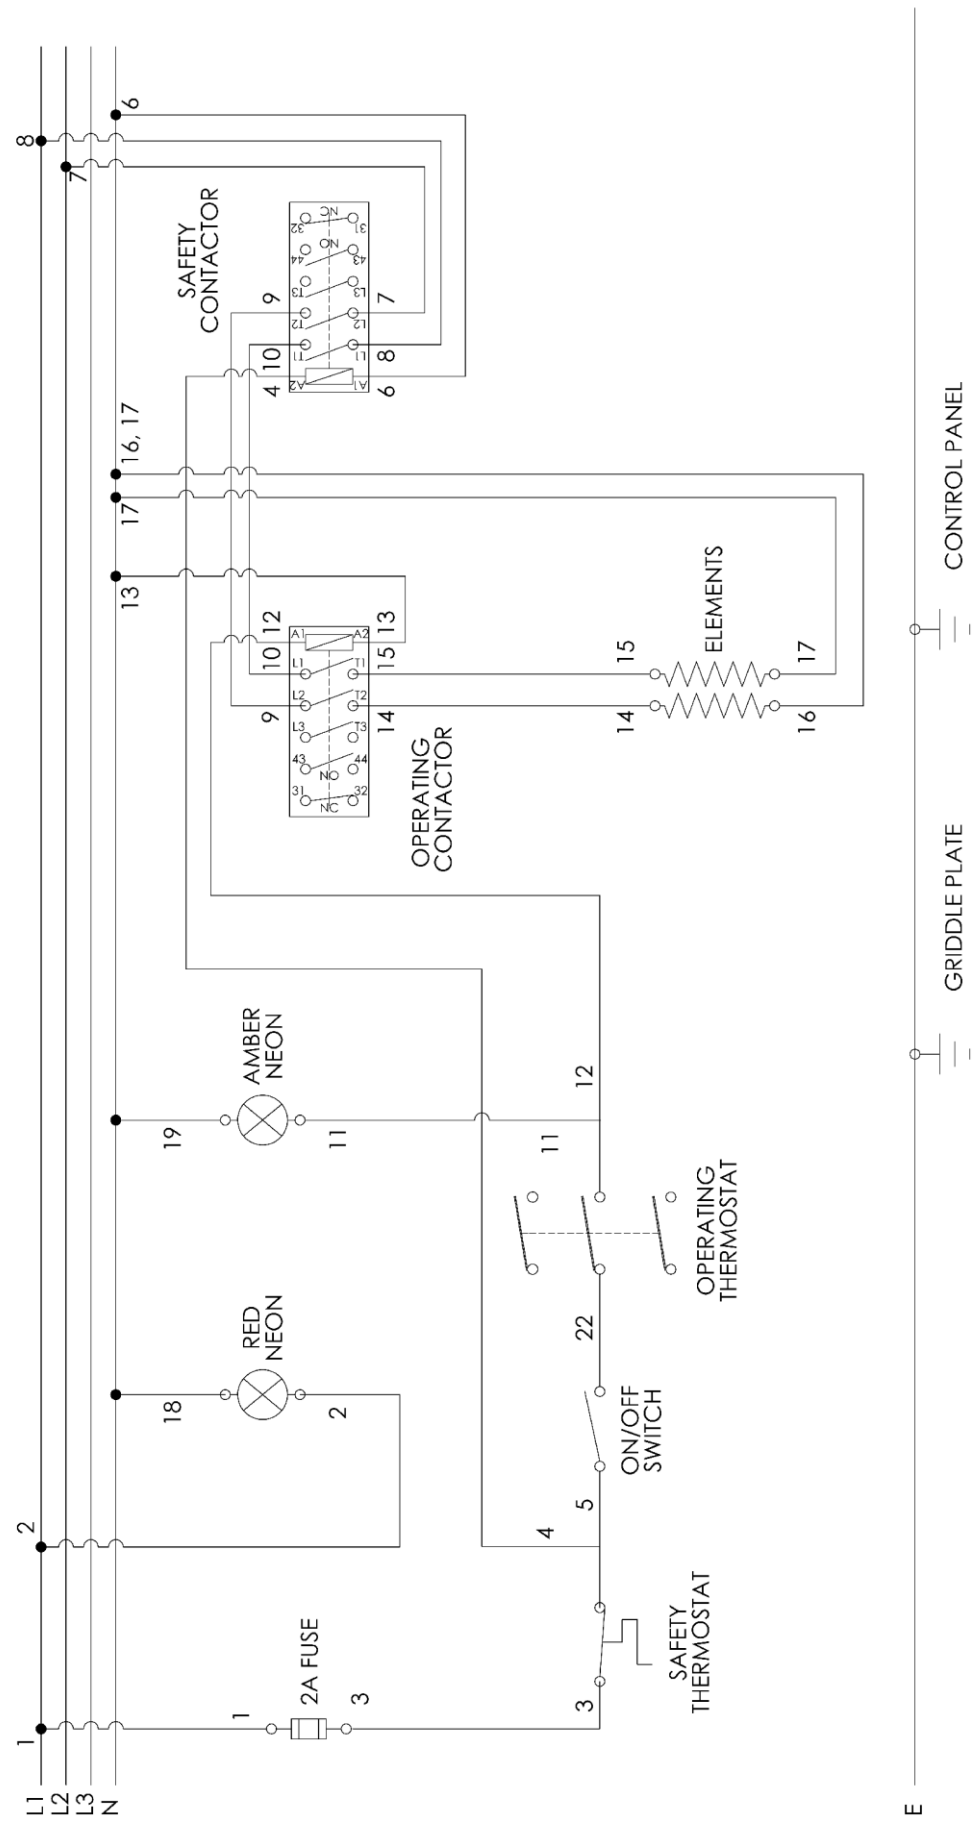 1
2
8
L1
L2
7
L3
N
13
17
16, 17
6
18
19
SAFETY
CONTACTOR
1
RED
NEON
AMBER
NEON
9
10
12
4
10
9
31
43
L3
L2
L1
A1
A2
T1
T2
T3
44
32
NC
NO
NO
NC
32
44
T3
T2
T1
A2
A1
L1
L2
L3
43
31
2A FUSE
3
2
11
14
15
13
6
8
7
OPERATING
CONTACTOR
4
11
3
5
22
12
14
15
ON/OFF
SWITCH
SAFETY
THERMOSTAT
OPERATING
THERMOSTAT
ELEMENTS
16
17
E
GRIDDLE PLATE
CONTROL PANEL